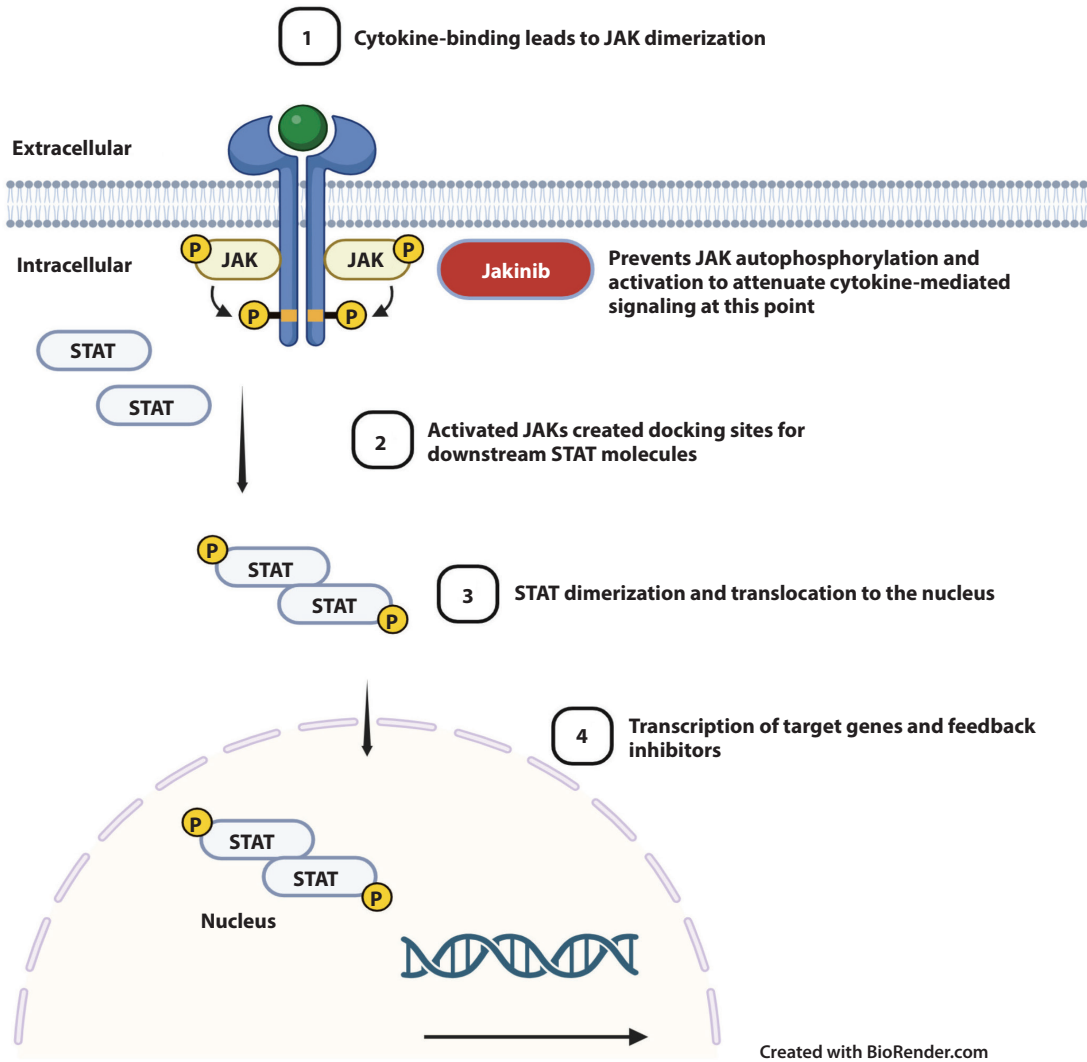 1
Cytokine-binding leads to JAK dimerization
Extracellular
Intracellular
P
JAK
JAK
P
P
P
Jakinib
Prevents JAK autophosphorylation and
activation to attenuate cytokine-mediated
signaling at this point
STAT
STAT
2
Activated JAKs created docking sites for
downstream STAT molecules
P
STAT
STAT
P
3
STAT dimerization and translocation to the nucleus
4
Transcription of target genes and feedback
inhibitors
P
STAT
STAT
P
Nucleus
Created with BioRender.com